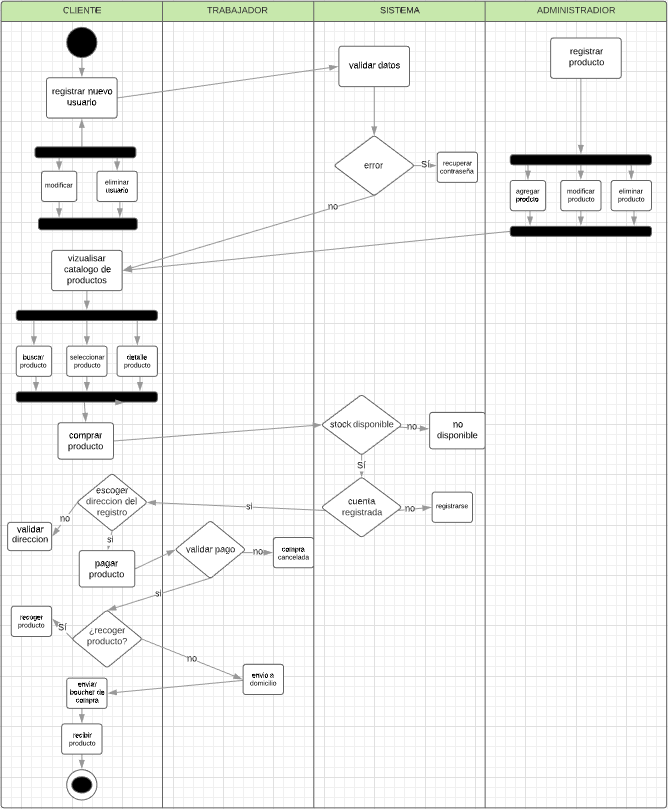 CLIENTE
TRABAJADOR
SISTEMA
ADMINISTRADIOR
registrar nuevo
usuario
validar datos
registrar
producto
error
Sí
recuperar
contraseña
no
modificar
eliminar
usuario
agregar
prodcto
modificar
producto
eliminar
producto
vizualisar
catalogo de
productos
buscar
producto
seleccionar
producto
detalle
producto
comprar
producto
stock disponible
no
no
disponible
Sí
cuenta
registrada
no
registrarse
si
escoger
direccion del
registro
no
validar
direccion
si
pagar
producto
validar pago
no
compra
cancelada
si
recoger
producto
Sí
¿recoger
producto?
no
envio a
domicilio
enviar
boucher de
compra
recibir
producto